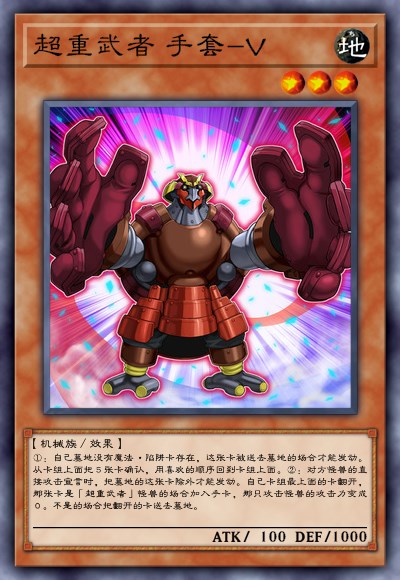 超重武者 手套-V
地
【机械族/效果】
①：自己墓地没有魔法·陷阱卡存在，这张卡被送去墓地的场合才能发动。
从卡组上面把5张卡确认，用喜欢的顺序回到卡组上面。②：对方怪兽的直
接攻击宣言时，把墓地的这张卡除外才能发动。自己卡组最上面的卡翻开，
那张卡是「超重武者」怪兽的场合加入手卡，那只攻击怪兽的攻击力变成
0。不是的场合把翻开的卡送去墓地。
ATK/ 100 DEF/1000